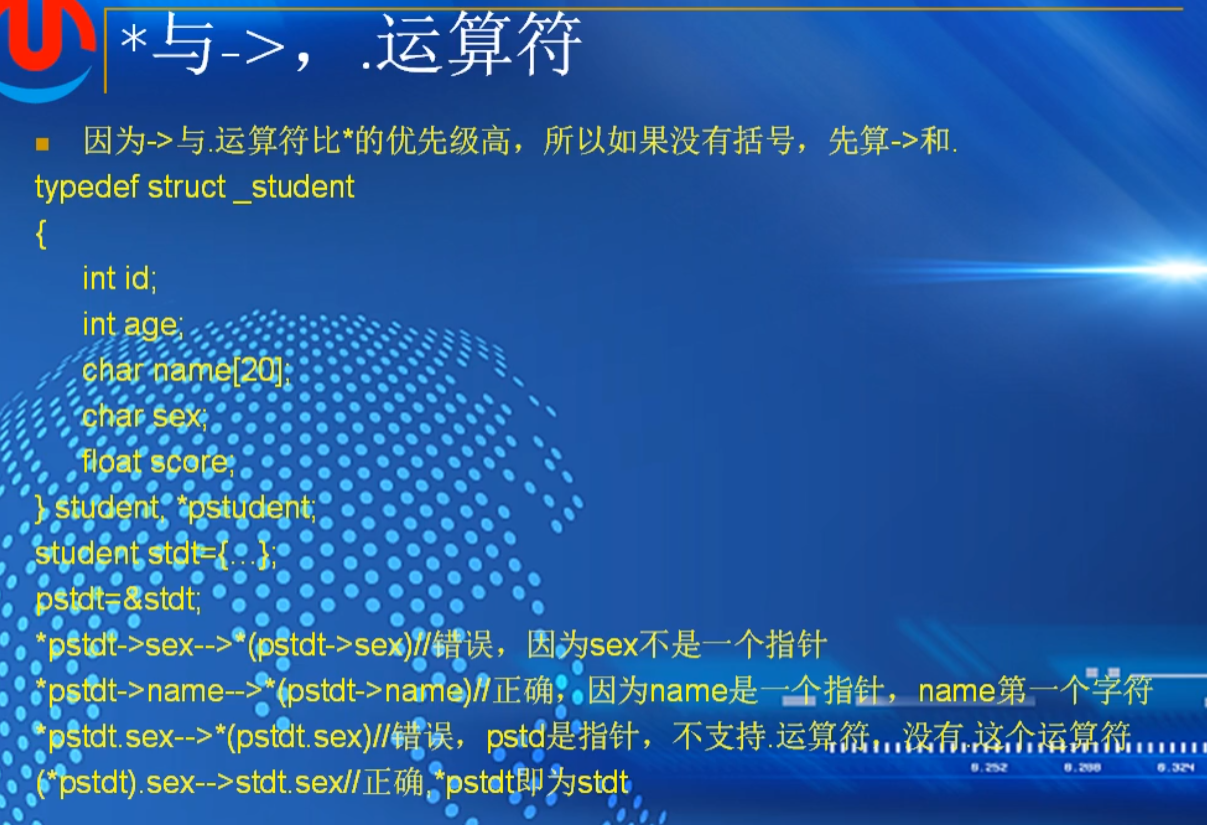 *与->，.运算符
因为->与.运算符比*的优先级高，所以如果没有括号，先算->和.
typedef struct _student
{
int id;
int age;
char name[20];
char sex;
float score;
} student, *pstudent;
student stdt={...};
pstdt=&stdt;
*pstdt->sex-->*(pstdt->sex)//错误，因为sex不是一个指针
*pstdt->name-->*(pstdt->name)//正确，因为name是一个指针，name第一个字符
*pstdt.sex-->*(pstdt.sex)//错误，pstd是指针，不支持.运算符，没有.这个运算符
(*pstdt).sex-->stdt.sex//正确,*pstdt即为stdt
0.252 0.288 0.324